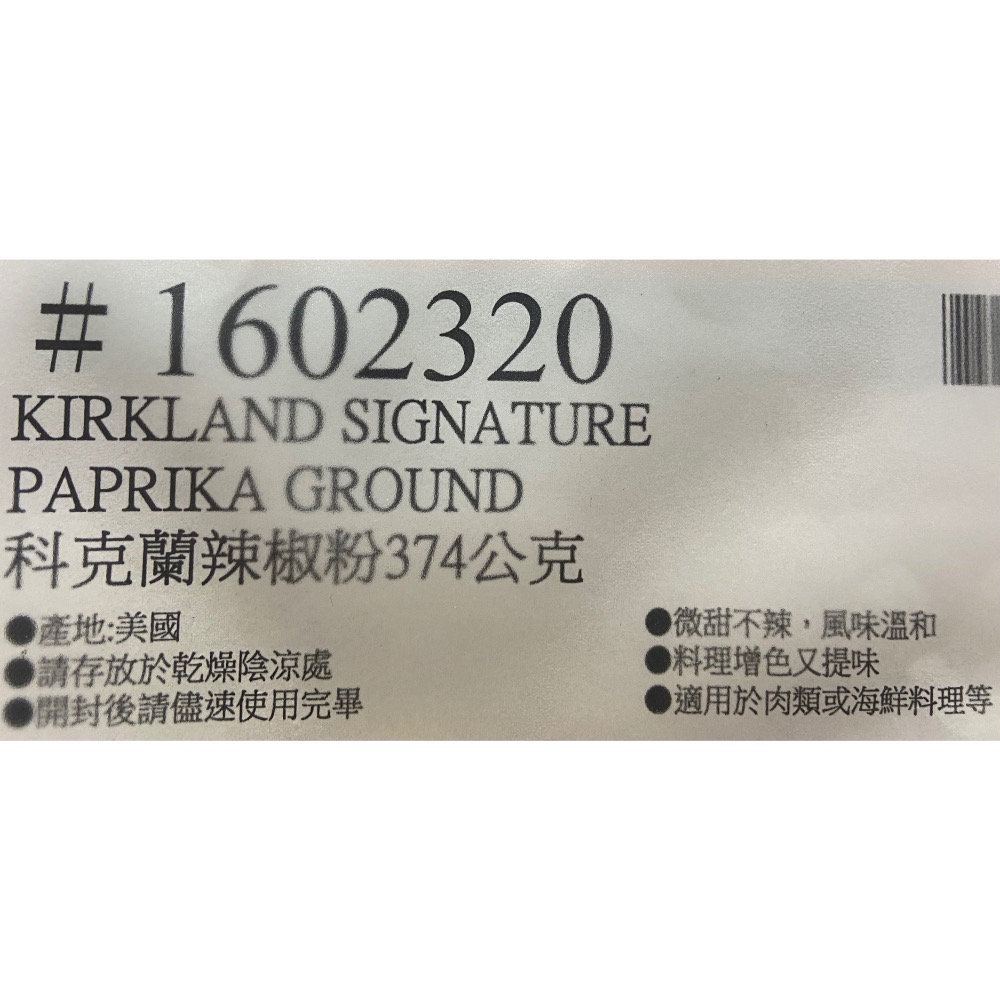 # 1602320
KIRKLAND SIGNATURE
PAPRIKA GROUND
科克蘭辣椒粉374公克
●產地:美國
●請存放於乾燥陰涼處
●開封後請儘速使用完畢
●微甜不辣，風味溫和
●料理增色又提味
●適用於肉類或海鮮料理等